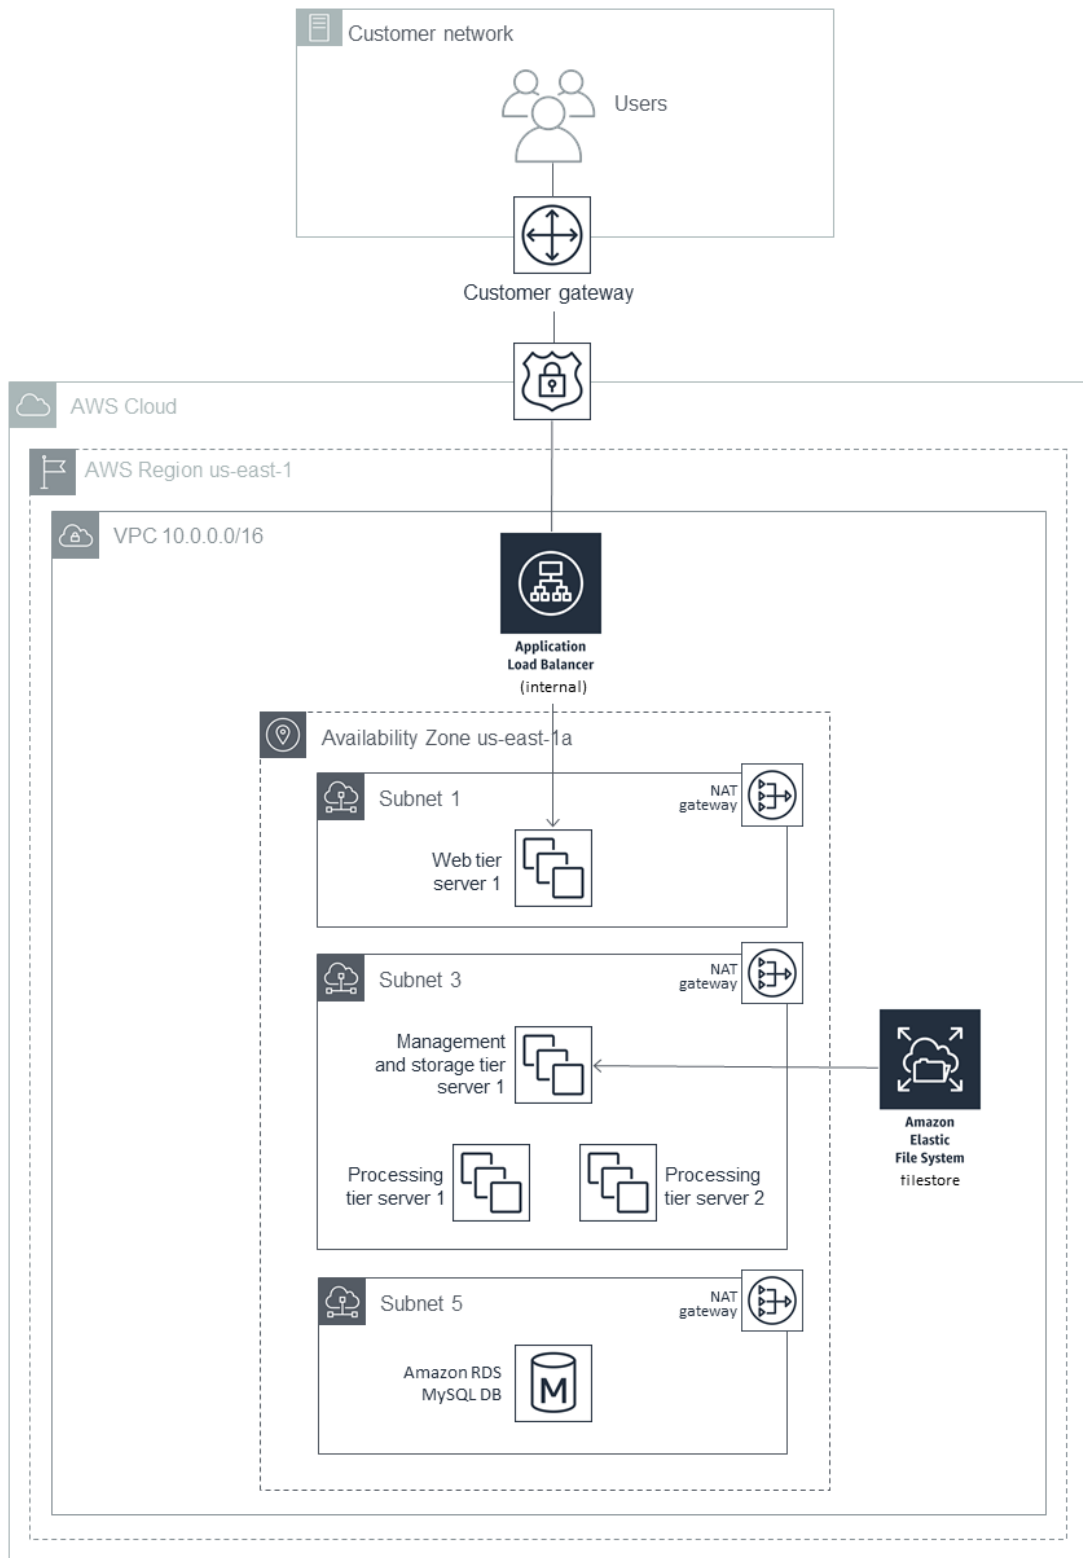 Customer network
Users
Customer gateway
AWS Cloud
AWS Region us-east-1
VPC 10.0.0.0/16
Application
Load Balancer
(internal)
Availability Zone us-east-1a
Subnet 1
NAT
gateway
Web tier
server 1
Subnet 3
NAT
gateway
Management
and storage tier
server 1
Amazon
Elastic
File System
filestore
Processing
tier server 1
Processing
tier server 2
Subnet 5
NAT
gateway
Amazon RDS
MySQL DB
M